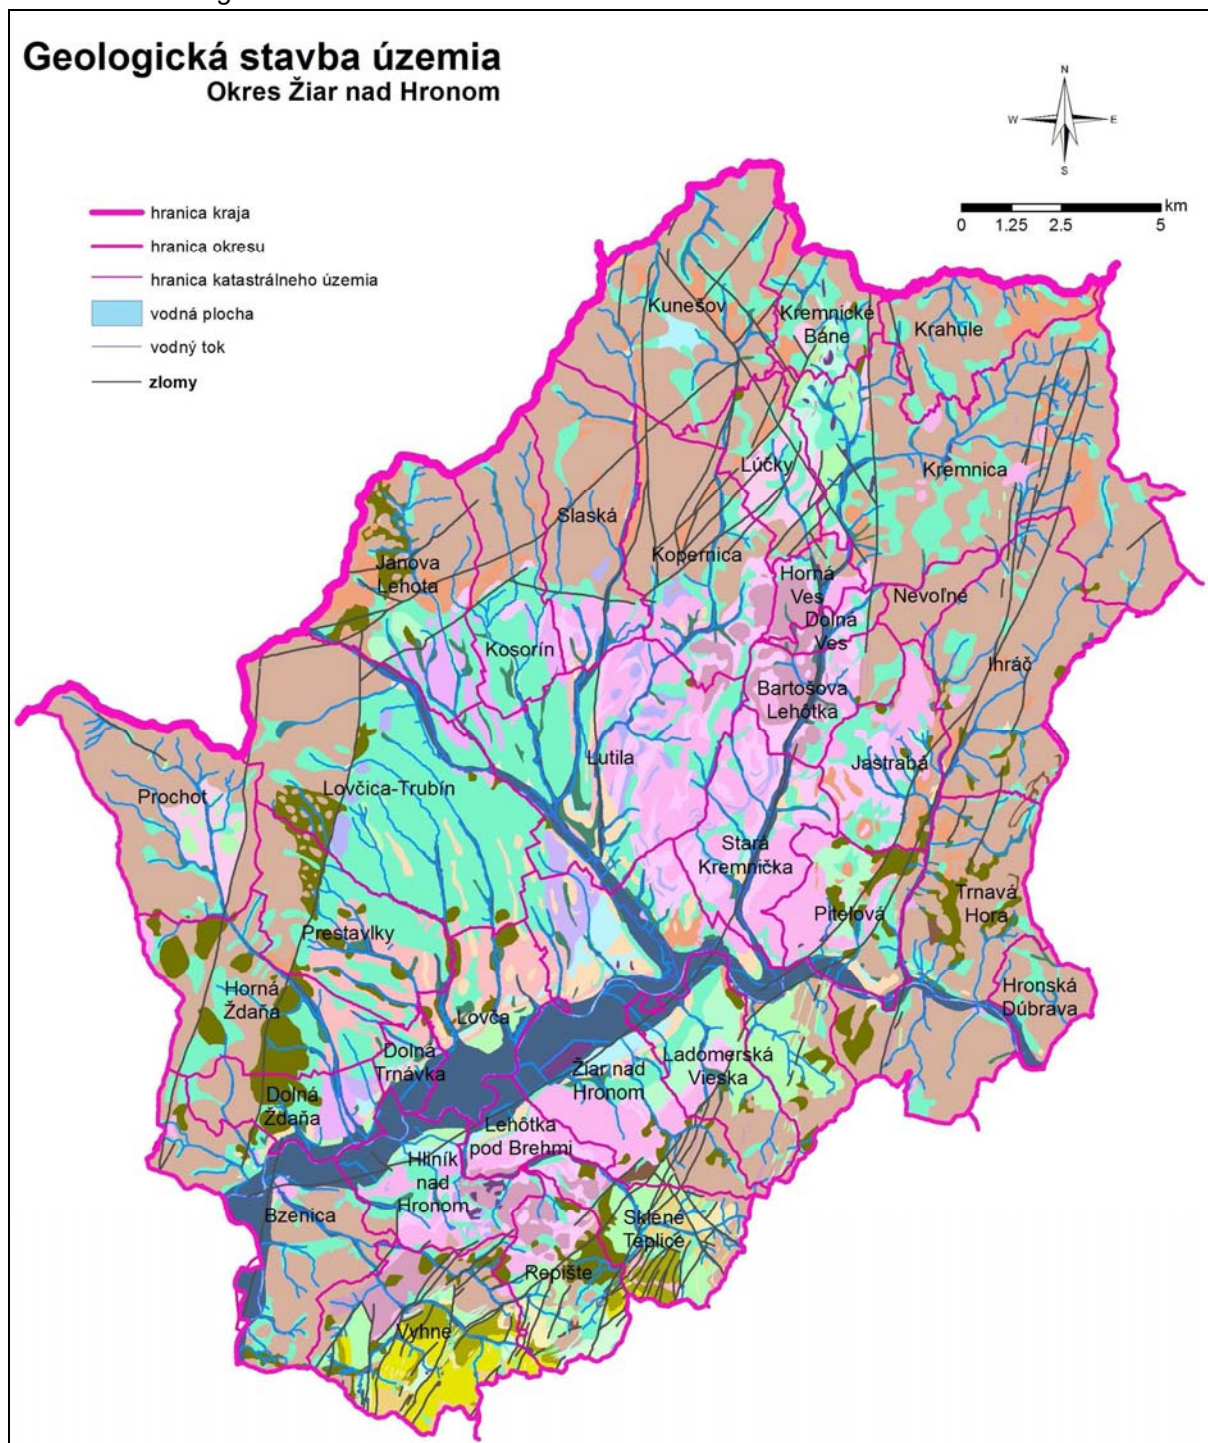 Geologická stavba územia
Okres Žiar nad Hronom
N
W
E
S
km
0 1.25 2.5 5
hranica kraja
hranica okresu
hranica katastrálneho územia
vodná plocha
vodný tok
zlomy
Kunešov
Kremnické
Báne
Krahule
Lúčky
Kremnica
Slaská
Kopernica
Janova
Lehota
Horná
Ves
Nevoľné
Dolná
Ves
Kosorín
Ihráč
Bartošova
Lehôtka
Lutila
Jastrabá
Lovčica-Trubín
Prochot
Stará
Kremnička
Trnavá
Hora
Pitelová
Prestavlky
Horná
Ždaňa
Hronská
Dúbrava
Lovča
Dolná
Trnávka
Žiar nad
Hronom
Ladomerská
Vieska
Dolná
Ždaňa
Lehôtka
pod Brehmi
Hliník
nad
Hronom
Bzenica
Sklené
Teplice
Repište
Vyhne